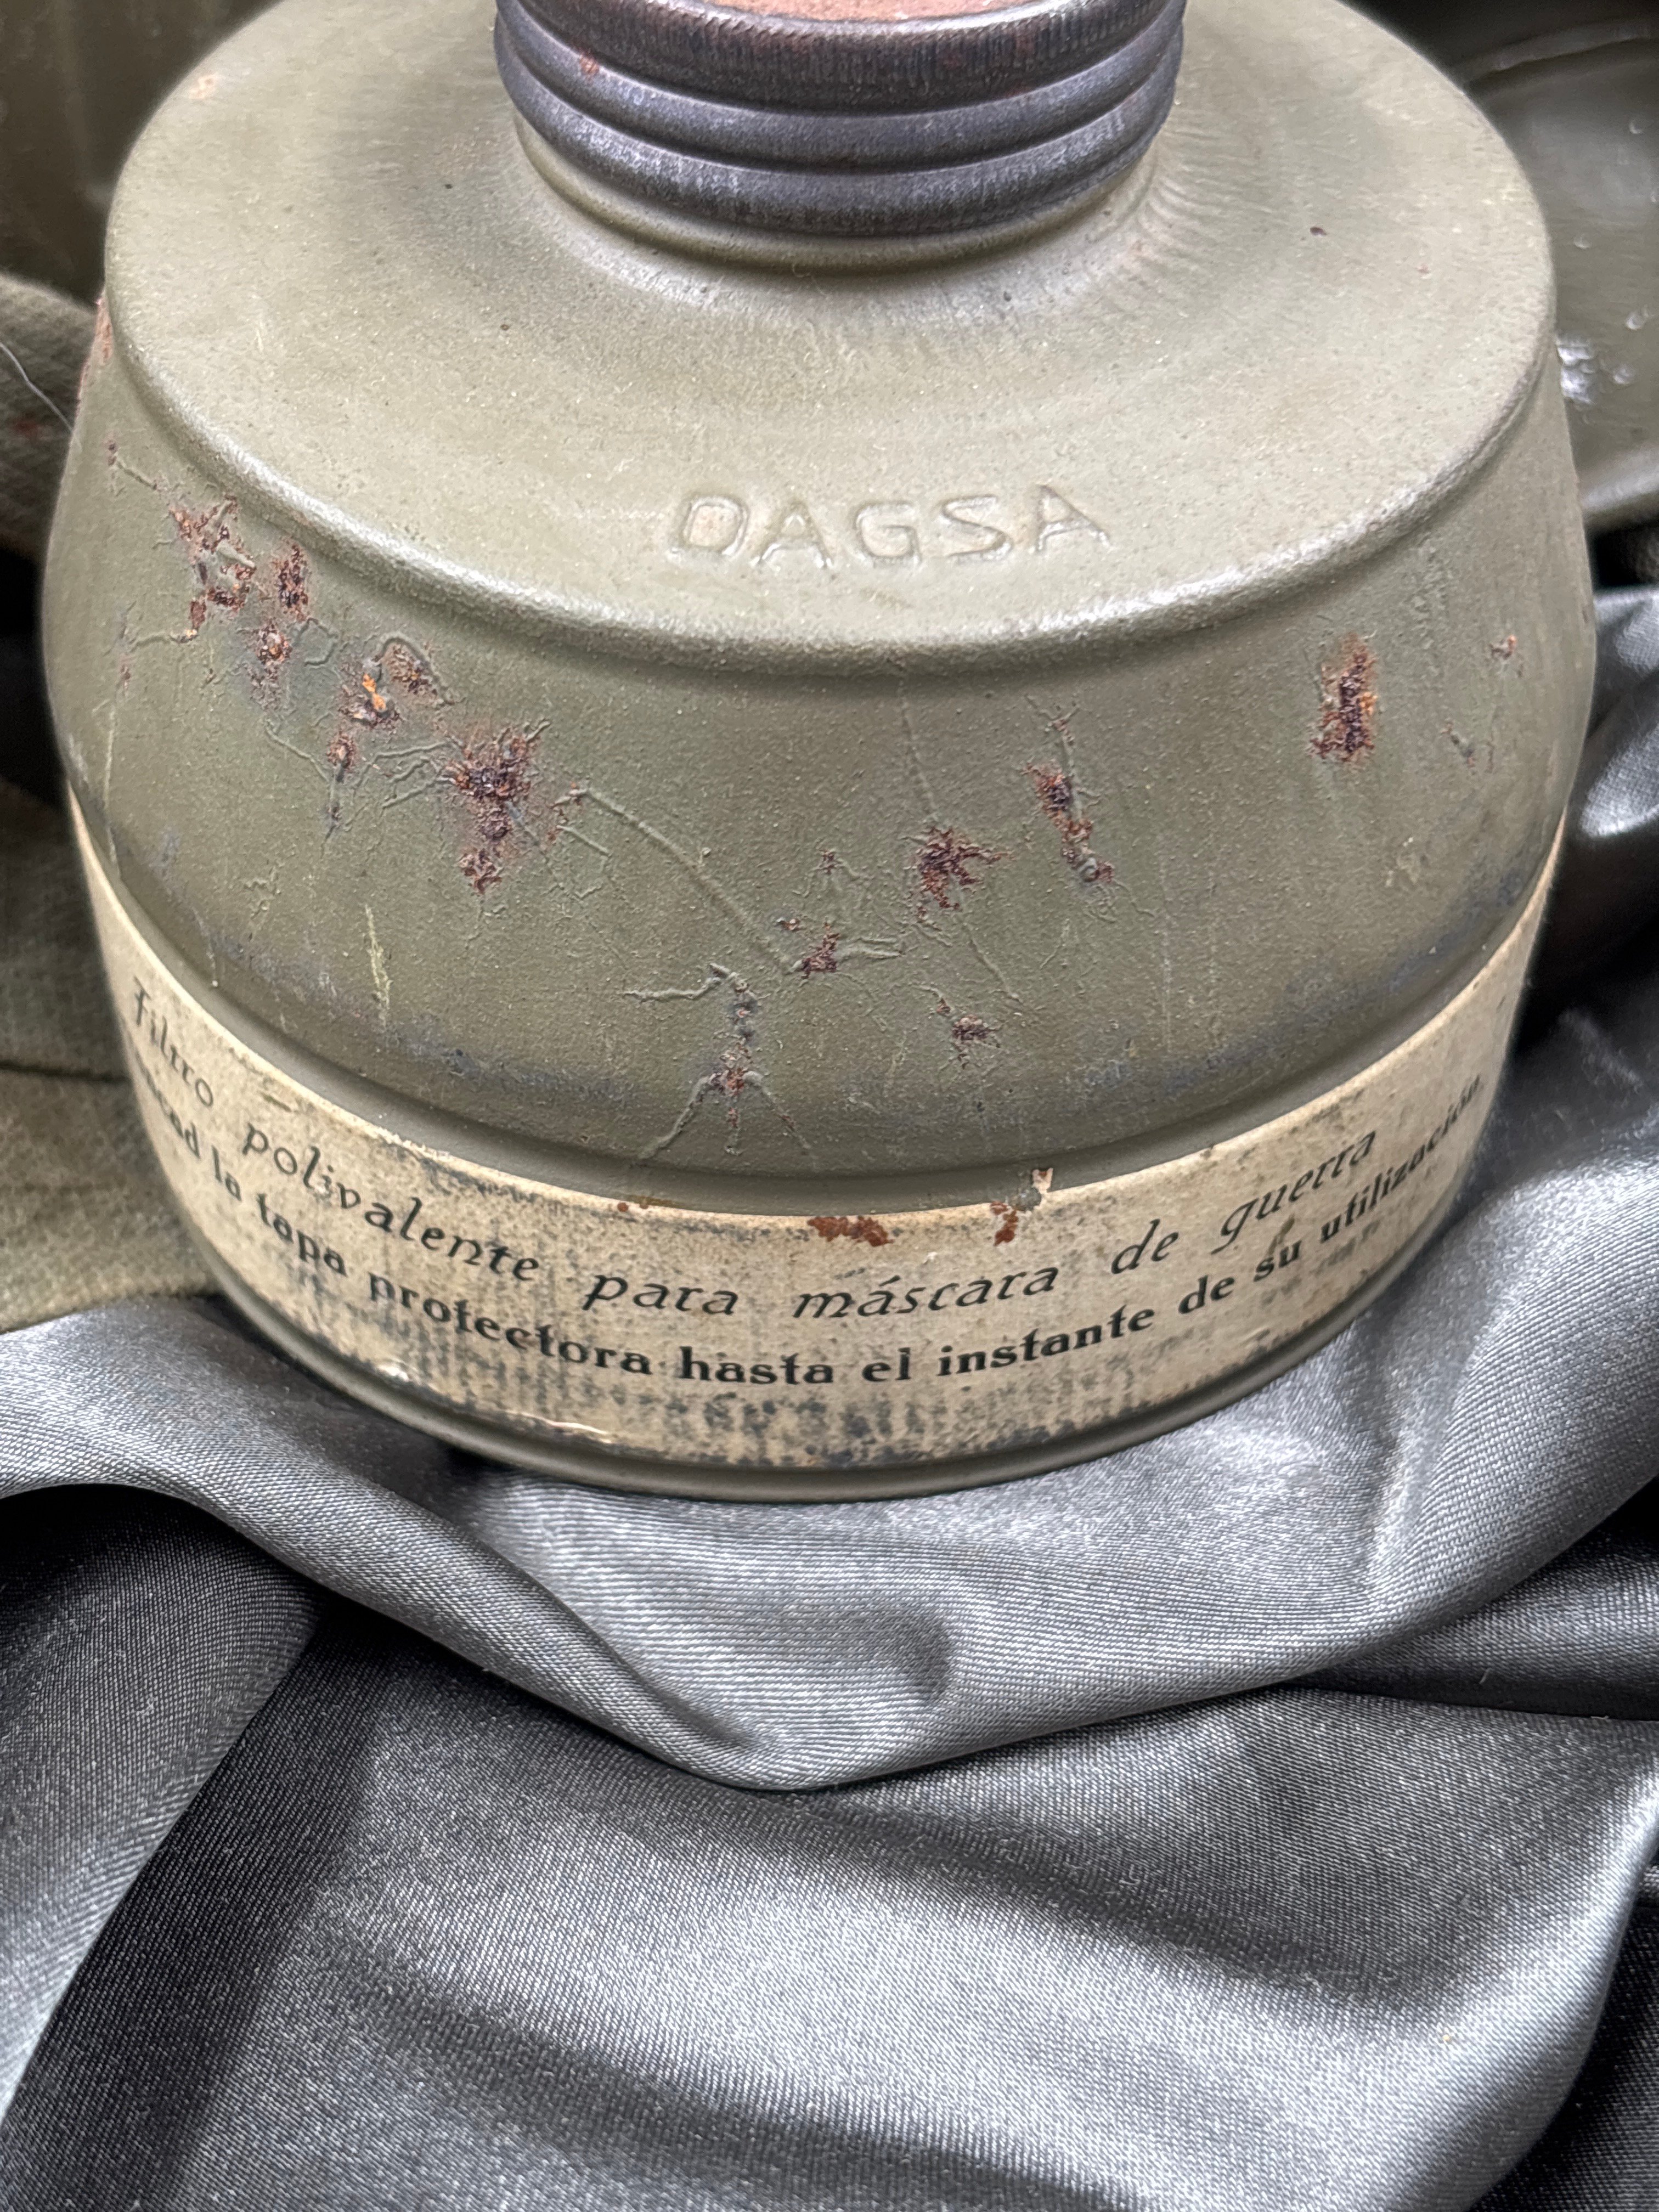 DAGSA
Filtro polivalente para máscara de guerra
la tapa protectora hasta el instante de su utilización.